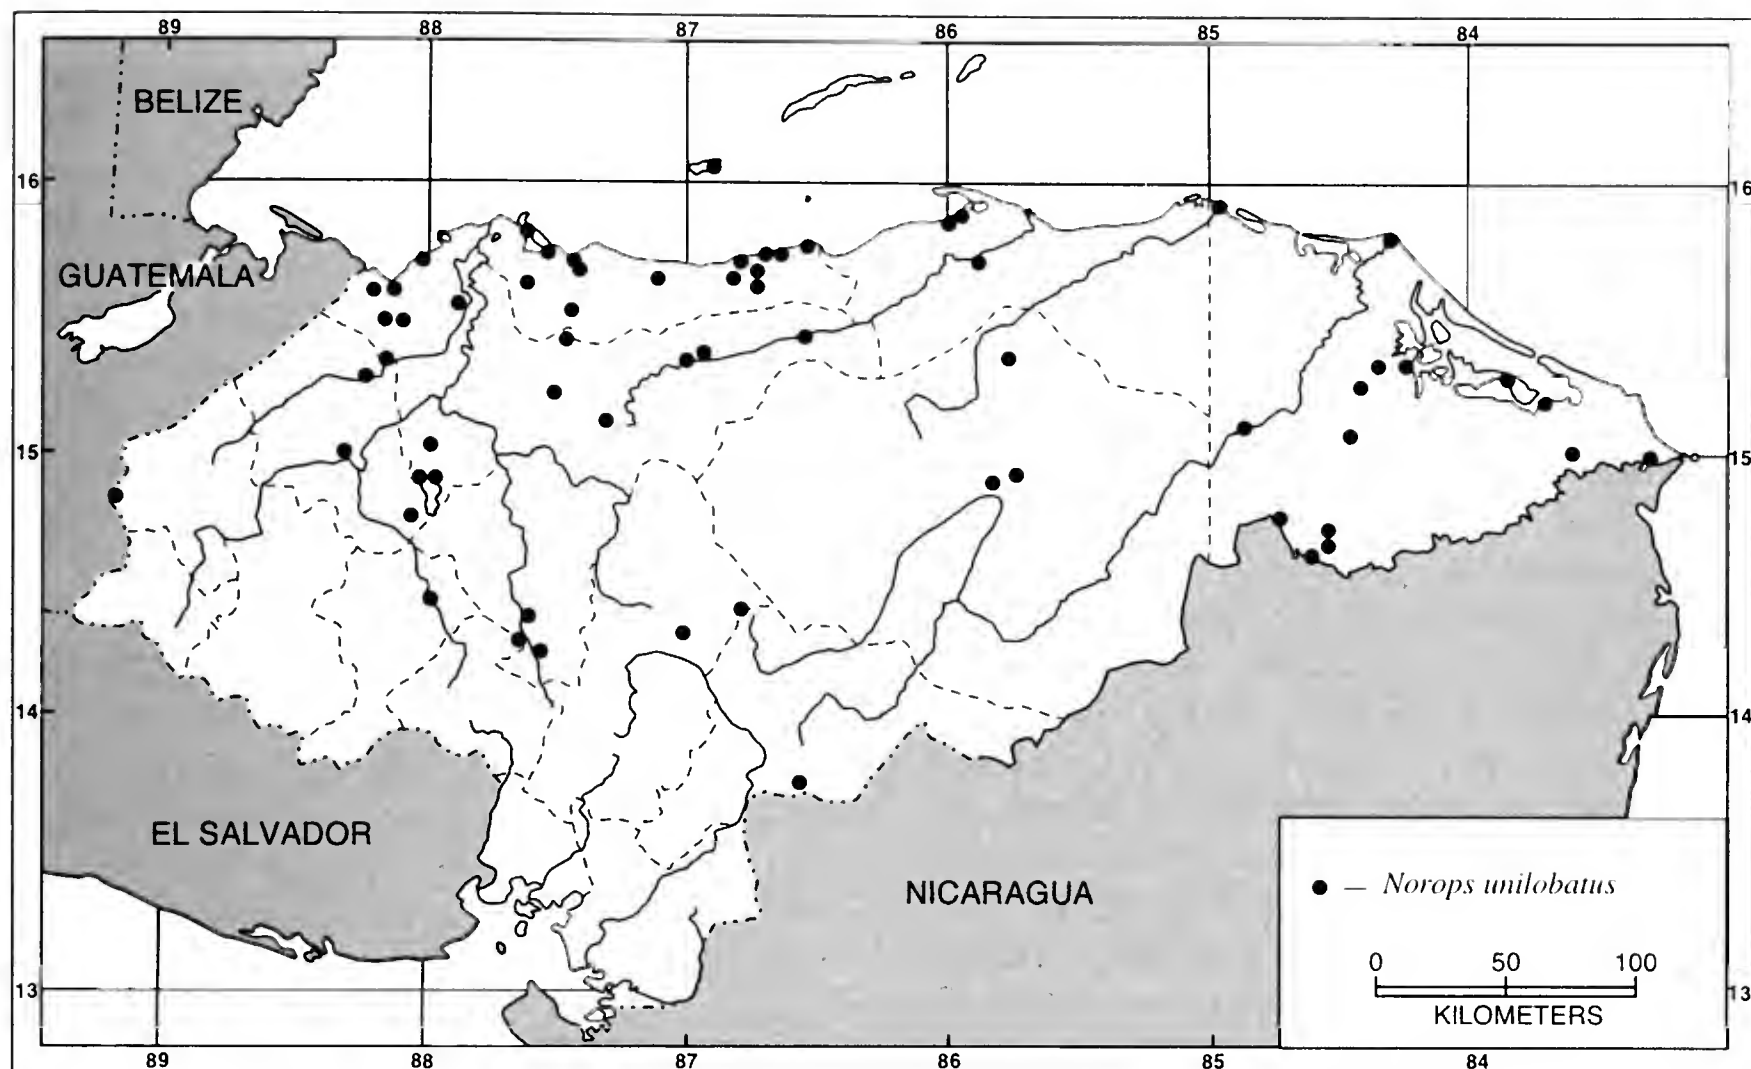 89 88 87 86 85 84
BELIZE
16 16
GUATEMALA
15 15
14 14
EL SALVADOR
NICARAGUA
— Norops unilobatus
0 50 100
KILOMETERS
13 13
89 88 87 86 85 84